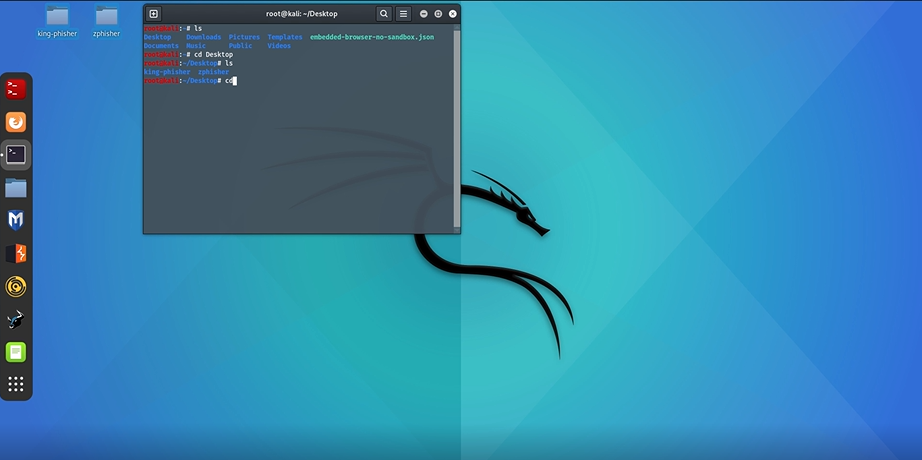 king-phisher zphisher
root@kali: ~/Desktop
root@kali:~# ls
Desktop Downloads Pictures Templates embedded-browser-no-sandbox.json
Documents Music Public Videos
root@kali:~# cd Desktop
root@kali:~/Desktop# ls
king-phisher zphisher
root@kali:~/Desktop# cd